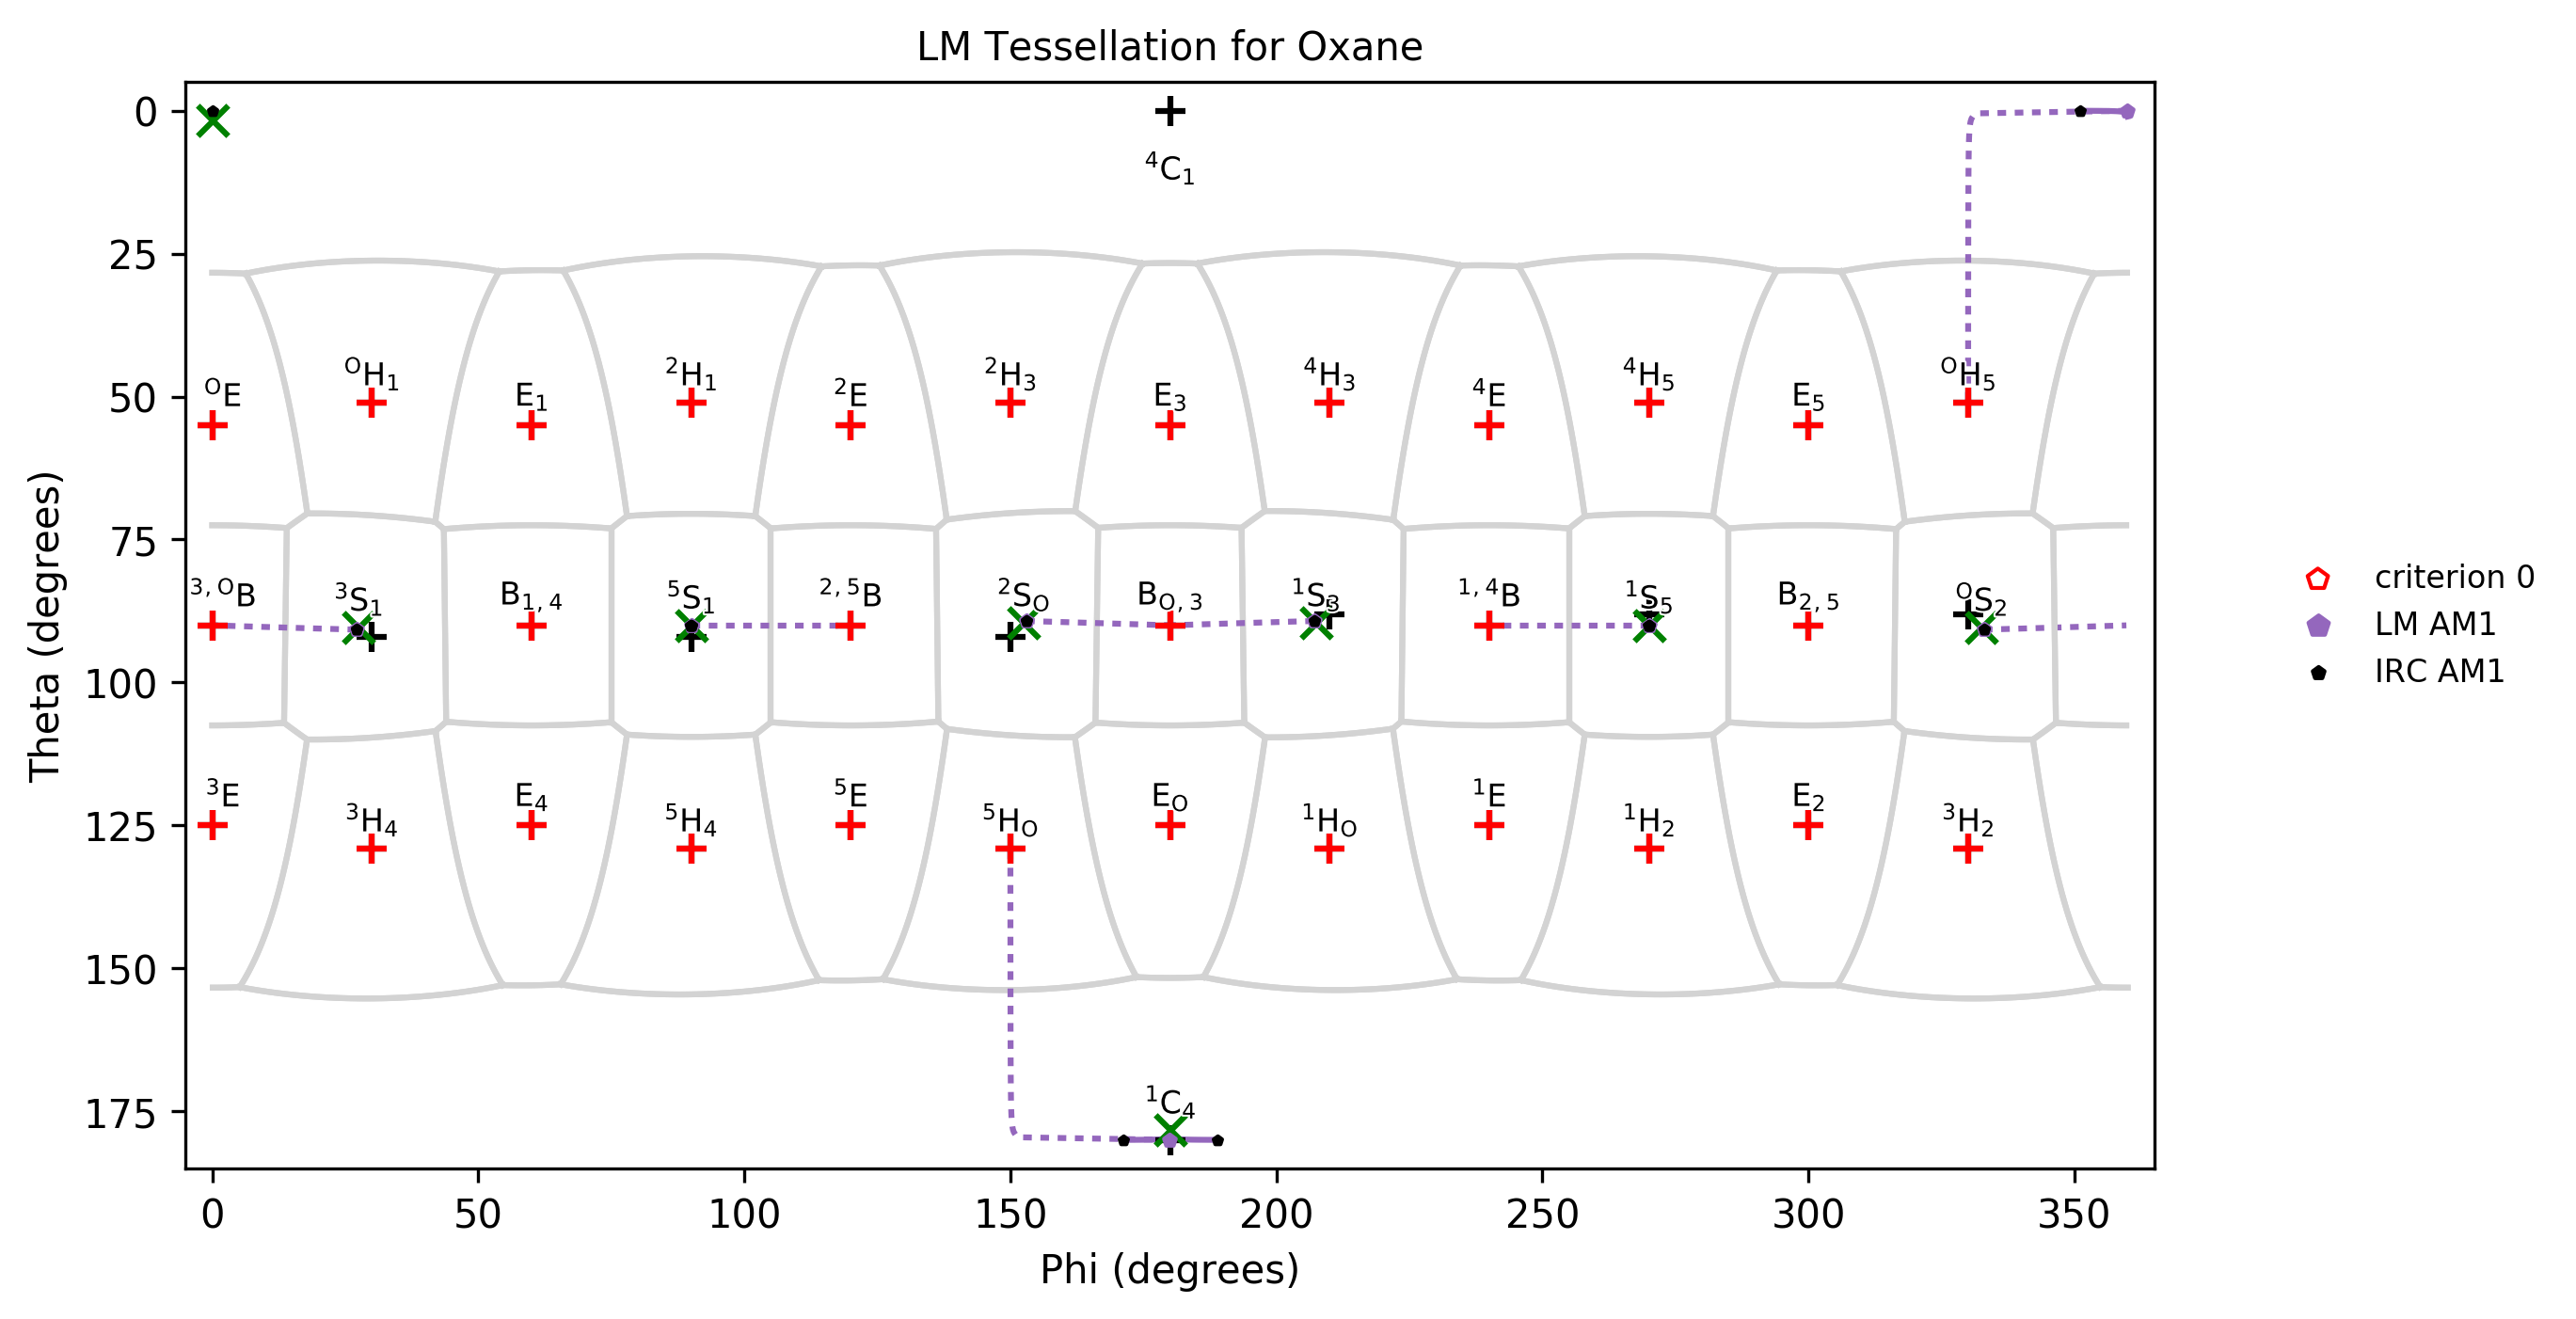 LM Tessellation for Oxane
0
25
50
75
100
125
150
175
Theta (degrees)
⁴C₁
ᴼE
ᴼH₁
E₁
²H₁
²E
²H₃
E₃
⁴H₃
⁴E
⁴H₅
E₅
ᴼH₅
³,ᴼB
³S₁
B₁,₄
⁵S₁
²,⁵B
²Sₒ
Bₒ,₃
¹S₃
¹,⁴B
¹S₅
B₂,₅
ᴼS₂
³E
³H₄
E₄
⁵H₄
⁵E
⁵Hₒ
Eₒ
¹Hₒ
¹E
¹H₂
E₂
³H₂
¹C₄
0
50
100
150
200
250
300
350
Phi (degrees)
criterion 0
LM AM1
IRC AM1